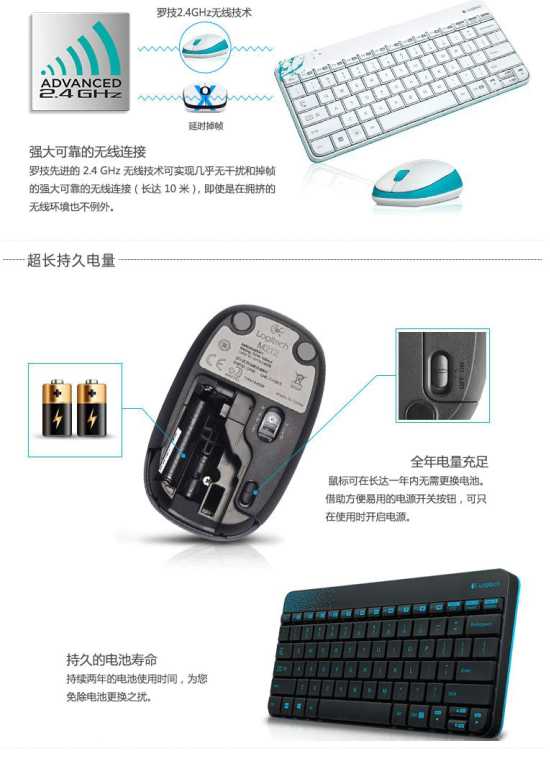 罗技2.4GHz无线技术
ADVANCED
2.4 GHz
延时掉帧
Logitech
强大可靠的无线连接
罗技先进的 2.4 GHz 无线技术可实现几乎无干扰和掉帧
的强大可靠的无线连接（长达 10 米），即使是在拥挤的
无线环境也不例外。
超长持久电量
Logitech
M212
OFF ON
全年电量充足
鼠标可在长达一年内无需更换电池。
借助方便易用的电源开关按钮，可只
在使用时开启电源。
Logitech
持久的电池寿命
持续两年的电池使用时间，为您
免除电池更换之扰。